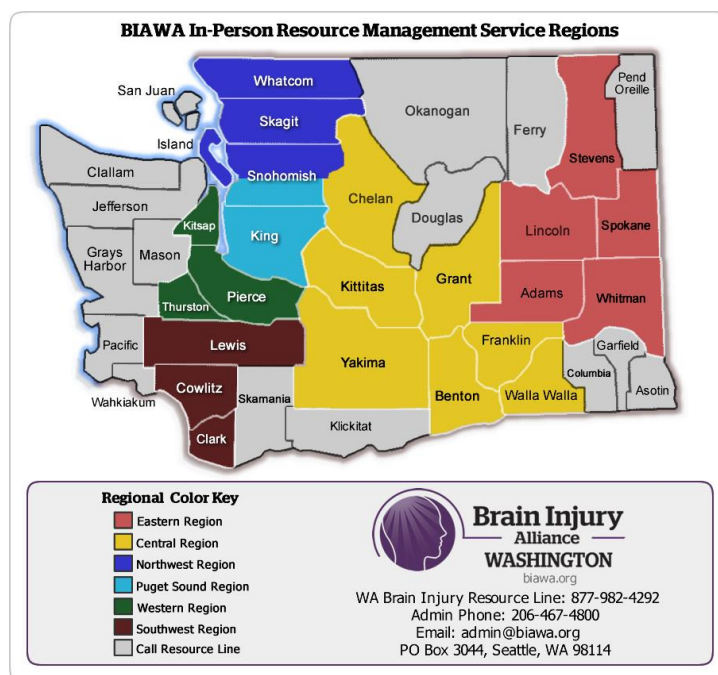 BIAWA In-Person Resource Management Service Regions
Whatcom
San Juan
Skagit
Island
Snohomish
Okanogan
Ferry
Pend
Oreille
Stevens
Clallam
Jefferson
Chelan
Douglas
Kitsap
King
Lincoln
Spokane
Grays
Harbor
Mason
Kittitas
Grant
Adams
Whitman
Thurston
Pierce
Pacific
Lewis
Yakima
Franklin
Garfield
Columbia
Asotin
Wahkiakum
Cowlitz
Skamania
Benton
Walla Walla
Clark
Klickitat
Regional Color Key
Eastern Region
Central Region
Northwest Region
Puget Sound Region
Western Region
Southwest Region
Call Resource Line
Brain Injury
Alliance
WASHINGTON
biawa.org
WA Brain Injury Resource Line: 877-982-4292
Admin Phone: 206-467-4800
Email: admin@biawa.org
PO Box 3044, Seattle, WA 98114